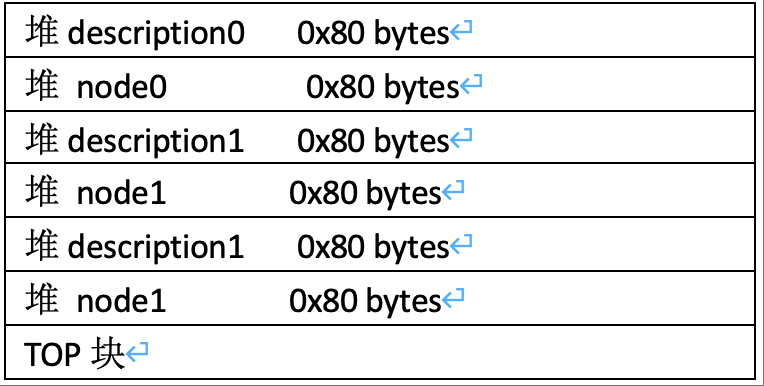 堆 description0 0x80 bytes↵
堆 node0 0x80 bytes↵
堆 description1 0x80 bytes↵
堆 node1 0x80 bytes↵
堆 description1 0x80 bytes↵
堆 node1 0x80 bytes↵
TOP 块↵